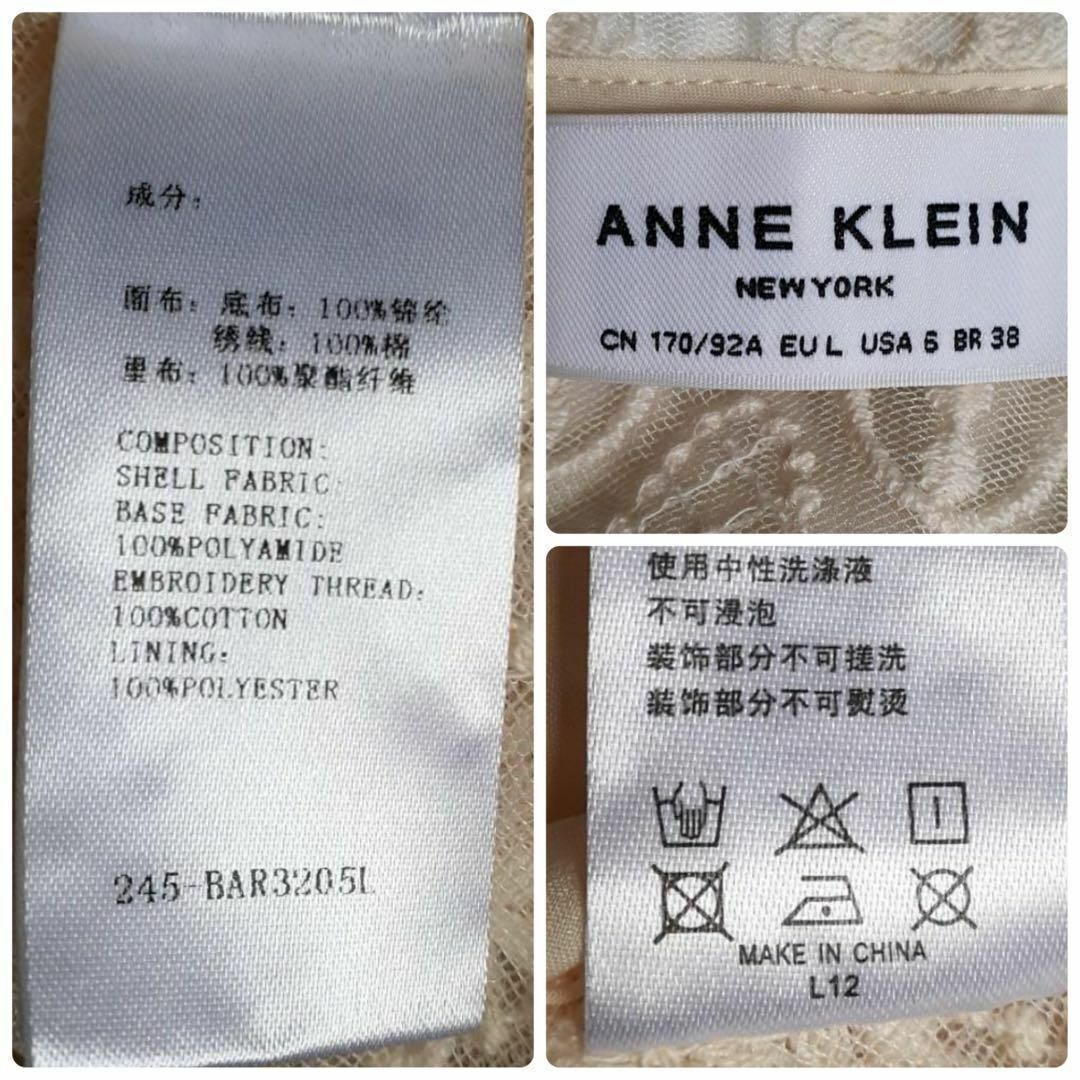 成分：
面布：底布：100%锦纶
绣线：100%棉
里布：100%聚酯纤维
COMPOSITION:
SHELL FABRIC:
BASE FABRIC:
100%POLYAMIDE
EMBROIDERY THREAD:
100%COTTON
LINING:
100%POLYESTER
245-BAR3205L
ANNE KLEIN
NEW YORK
CN 170/92A EU L USA 6 BR 38
使用中性洗涤液
不可浸泡
装饰部分不可搓洗
装饰部分不可熨烫
MAKE IN CHINA
L12